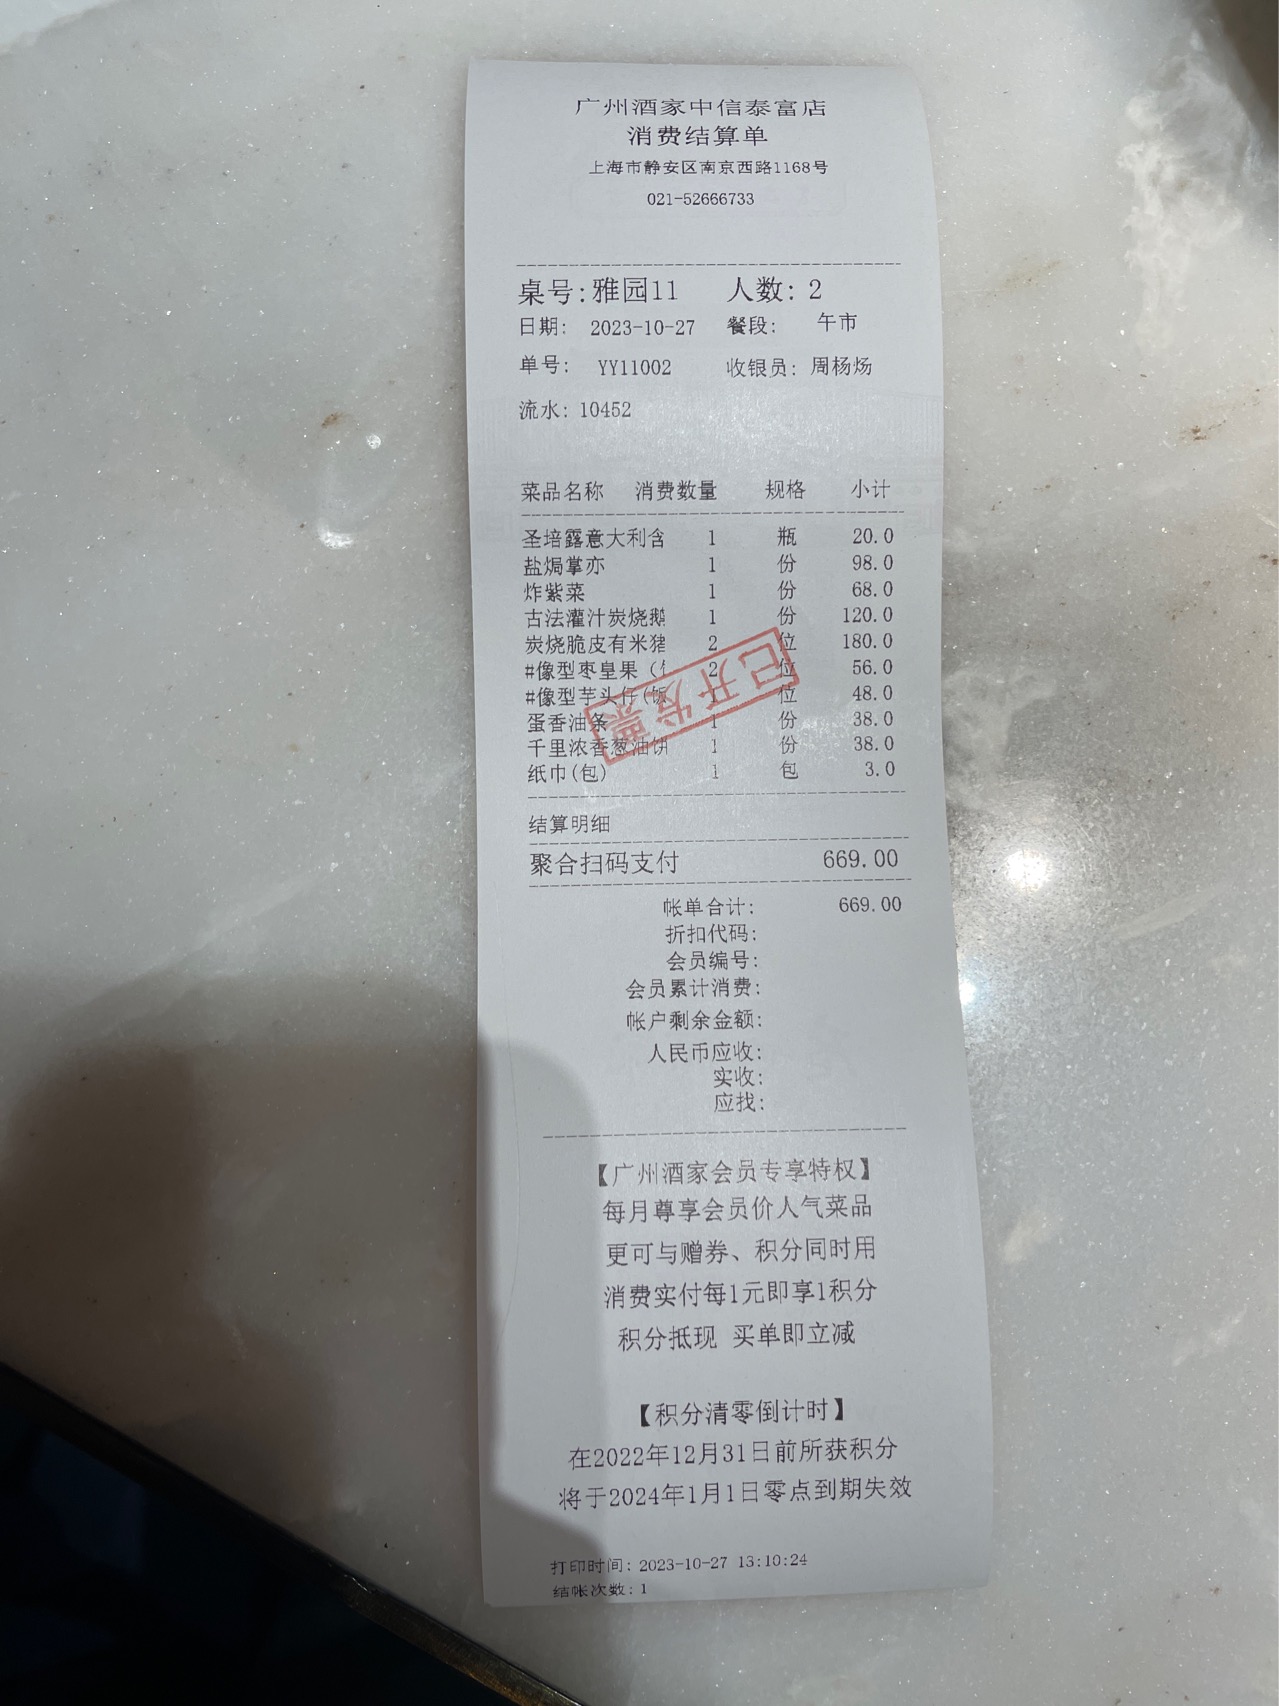 广州酒家中信泰富店
消费结算单
上海市静安区南京西路1168号
021-52666733
桌号:雅园11 人数: 2
日期: 2023-10-27 餐段: 午市
单号: YY11002 收银员: 周杨炀
流水: 10452
菜品名称 消费数量 规格 小计
圣培露意大利含 1 瓶 20.0
盐焗掌亦 1 份 98.0
炸紫菜 1 份 68.0
古法灌汁炭烧鹅 1 份 120.0
炭烧脆皮有米猪 2 位 180.0
#像型枣皇果( 2 位 56.0
#像型芋头仔(饭 1 位 48.0
蛋香油条 1 份 38.0
千里浓香葱油饼 1 份 38.0
纸巾(包) 1 包 3.0
已开发票
结算明细
聚合扫码支付 669.00
帐单合计: 669.00
折扣代码:
会员编号:
会员累计消费:
帐户剩余金额:
人民币应收:
实收:
应找:
【广州酒家会员专享特权】
每月尊享会员价人气菜品
更可与赠券、积分同时用
消费实付每1元即享1积分
积分抵现 买单即立减
【积分清零倒计时】
在2022年12月31日前所获积分
将于2024年1月1日零点到期失效
打印时间: 2023-10-27 13:10:24
结帐次数: 1